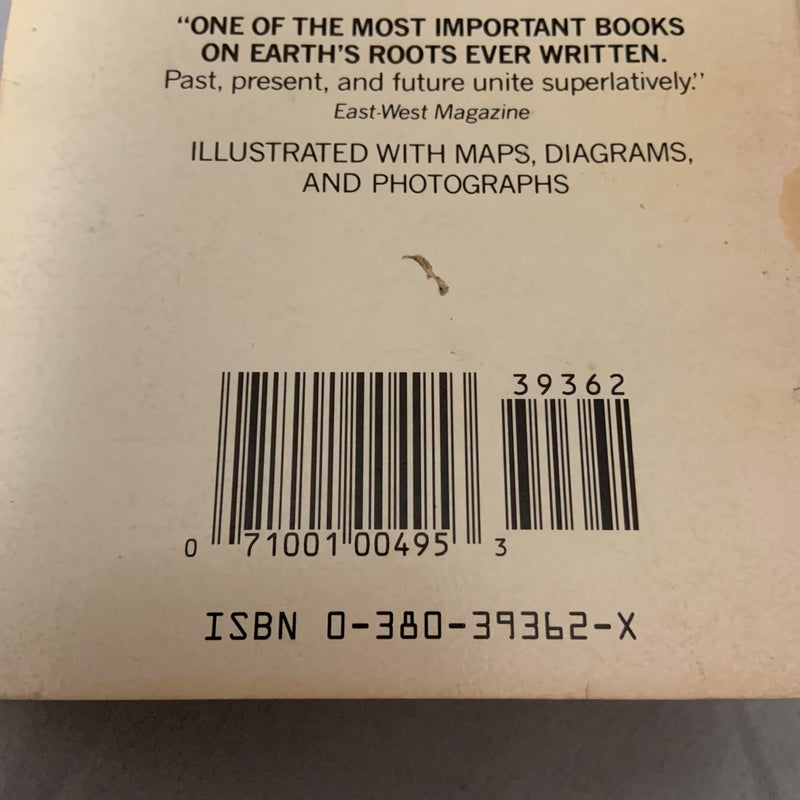 “ONE OF THE MOST IMPORTANT BOOKS
ON EARTH’S ROOTS EVER WRITTEN.
Past, present, and future unite superlatively.”
East-West Magazine
ILLUSTRATED WITH MAPS, DIAGRAMS,
AND PHOTOGRAPHS
39362
0 71001 00495 3
ISBN 0-380-39362-X